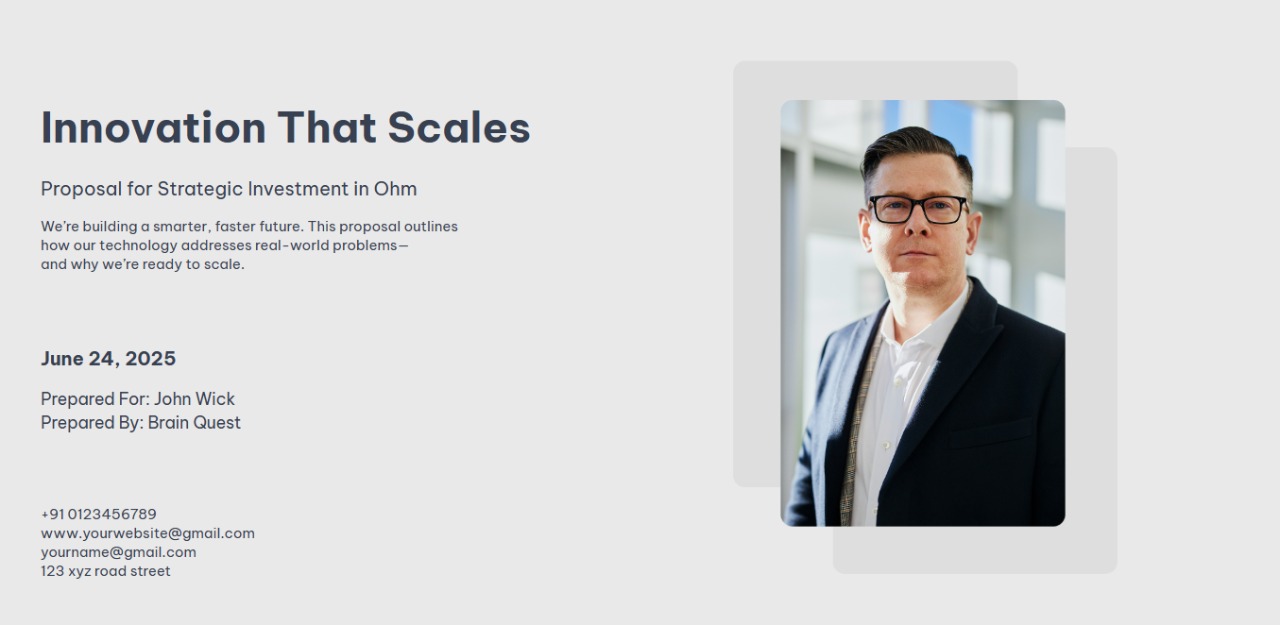 Innovation That Scales
Proposal for Strategic Investment in Ohm
We’re building a smarter, faster future. This proposal outlines
how our technology addresses real-world problems—
and why we’re ready to scale.
June 24, 2025
Prepared For: John Wick
Prepared By: Brain Quest
+91 0123456789
www.yourwebsite@gmail.com
yourname@gmail.com
123 xyz road street